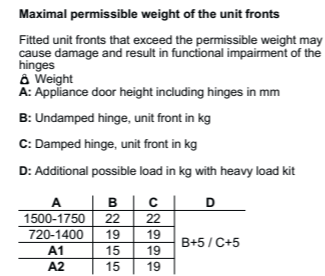 Maximal permissible weight of the unit fronts
Fitted unit fronts that exceed the permissible weight may
cause damage and result in functional impairment of the
hinges
Weight
A: Appliance door height including hinges in mm
B: Undamped hinge, unit front in kg
C: Damped hinge, unit front in kg
D: Additional possible load in kg with heavy load kit
A B C D
1500-1750 22 22
720-1400 19 19
B+5 / C+5
A1 15 19
A2 15 19